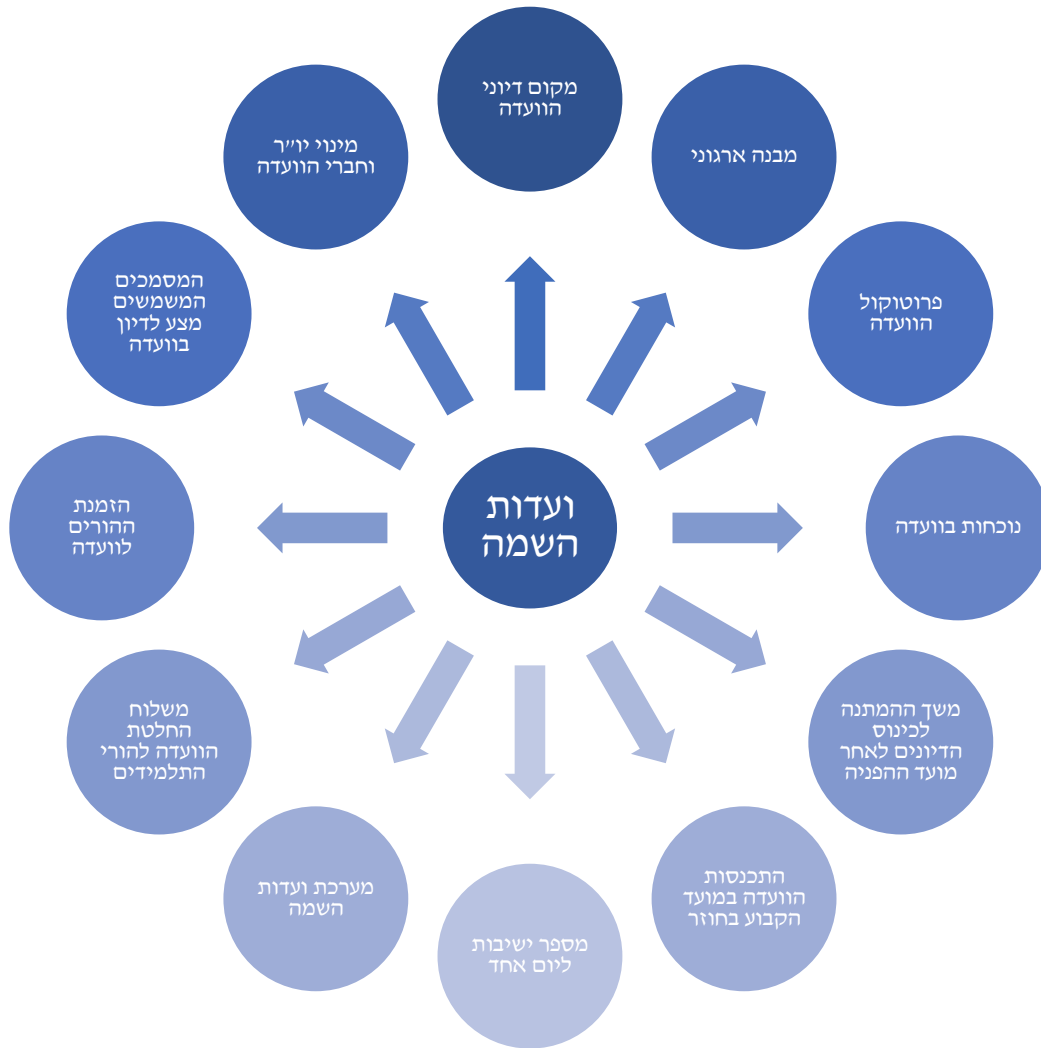 מקום דיוני
הוועדה
מבנה ארגוני
פרוטוקול
הוועדה
נוכחות בוועדה
משך ההמתנה
לכינוס
הדיונים לאחר
מועד ההפניה
התכנסות
הוועדה במועד
הקבוע בחוזר
מספר ישיבות
ליום אחד
מערכת ועדות
השמה
משלוח
החלטת
הוועדה להורי
התלמידים
הזמנת
ההורים
לוועדה
המסמכים
המשמשים
מצע לדיון
בוועדה
מינוי יו״ר
וחברי הוועדה
ועדות
השמה